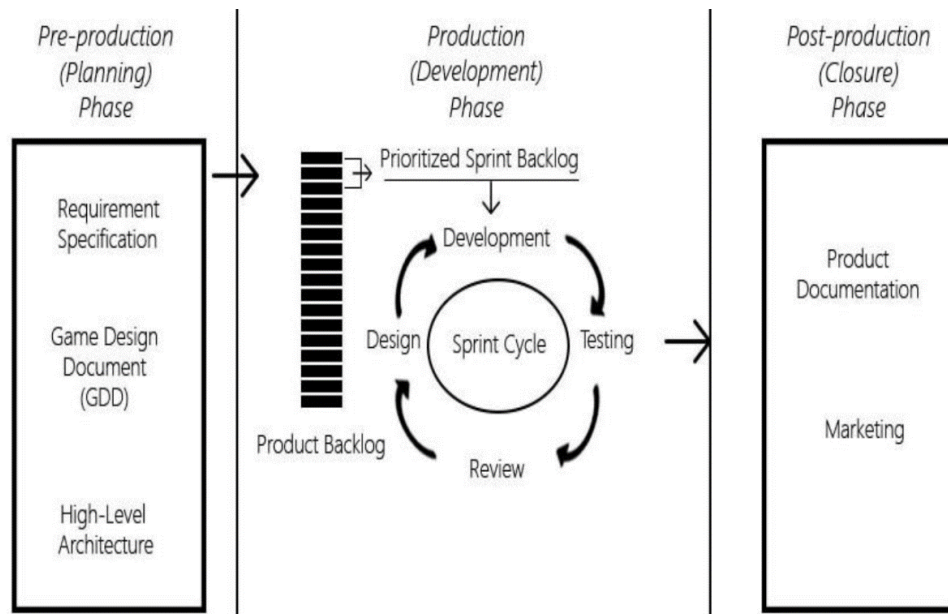 Pre-production
(Planning)
Phase
Requirement
Specification
Game Design
Document
(GDD)
High-Level
Architecture
Production
(Development)
Phase
Prioritized Sprint Backlog
Development
Design
Sprint Cycle
Testing
Review
Product Backlog
Post-production
(Closure)
Phase
Product
Documentation
Marketing